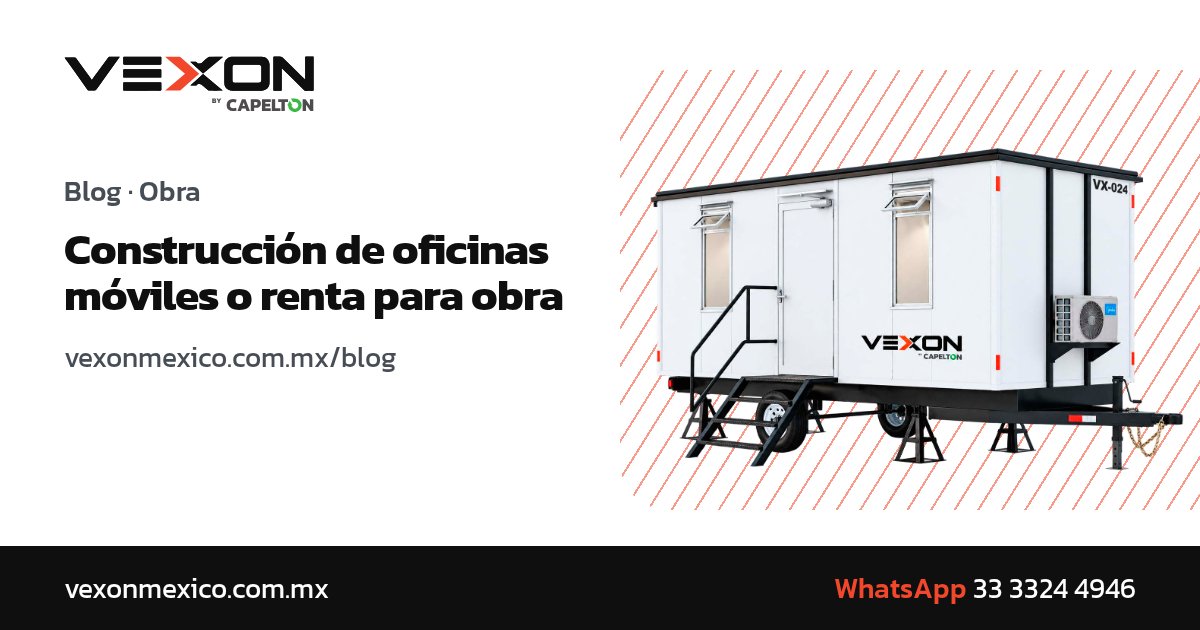 VEXON
BY CAPELTON
Blog · Obra
Construcción de oficinas
móviles o renta para obra
vexonmexico.com.mx/blog
VX-024
VEXON
BY CAPELTON
vexonmexico.com.mx
WhatsApp 33 3324 4946